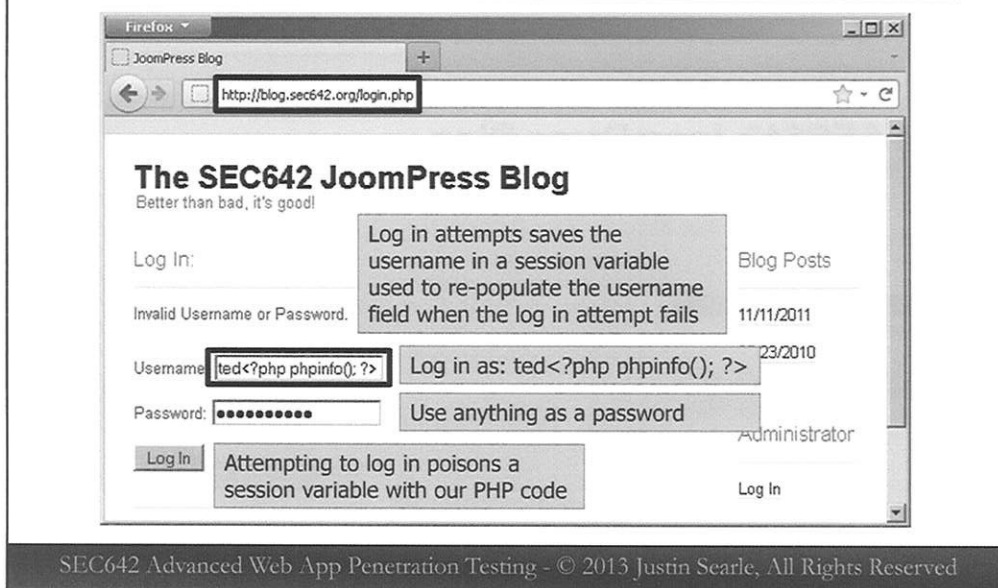 Firefox
JoomPress Blog
http://blog.sec642.org/login.php
The SEC642 JoomPress Blog
Better than bad, it's good!
Log In:
Log in attempts saves the
username in a session variable
used to re-populate the username
field when the log in attempt fails
Blog Posts
Invalid Username or Password.
11/11/2011
23/2010
Username
ted<?php phpinfo(); ?>
Log in as: ted<?php phpinfo(); ?>
Password:
Use anything as a password
Administrator
Log In
Attempting to log in poisons a
session variable with our PHP code
Log In
SEC642 Advanced Web App Penetration Testing - © 2013 Justin Searle, All Rights Reserved